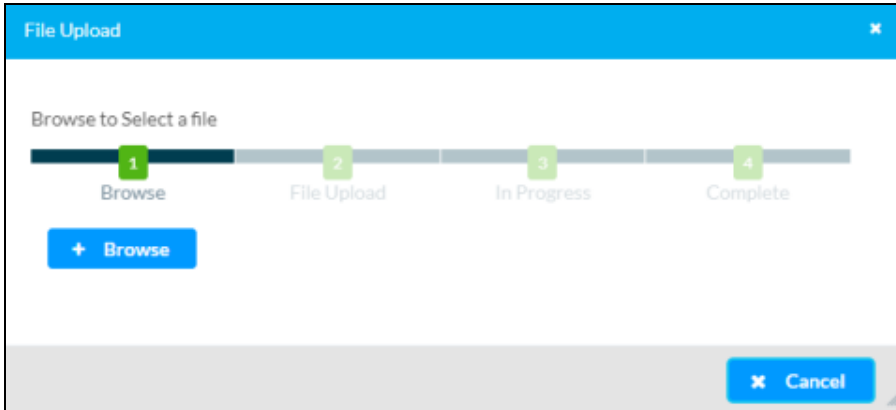 File Upload
Browse to Select a file
1 2 3 4
Browse File Upload In Progress Complete
+ Browse
× Cancel